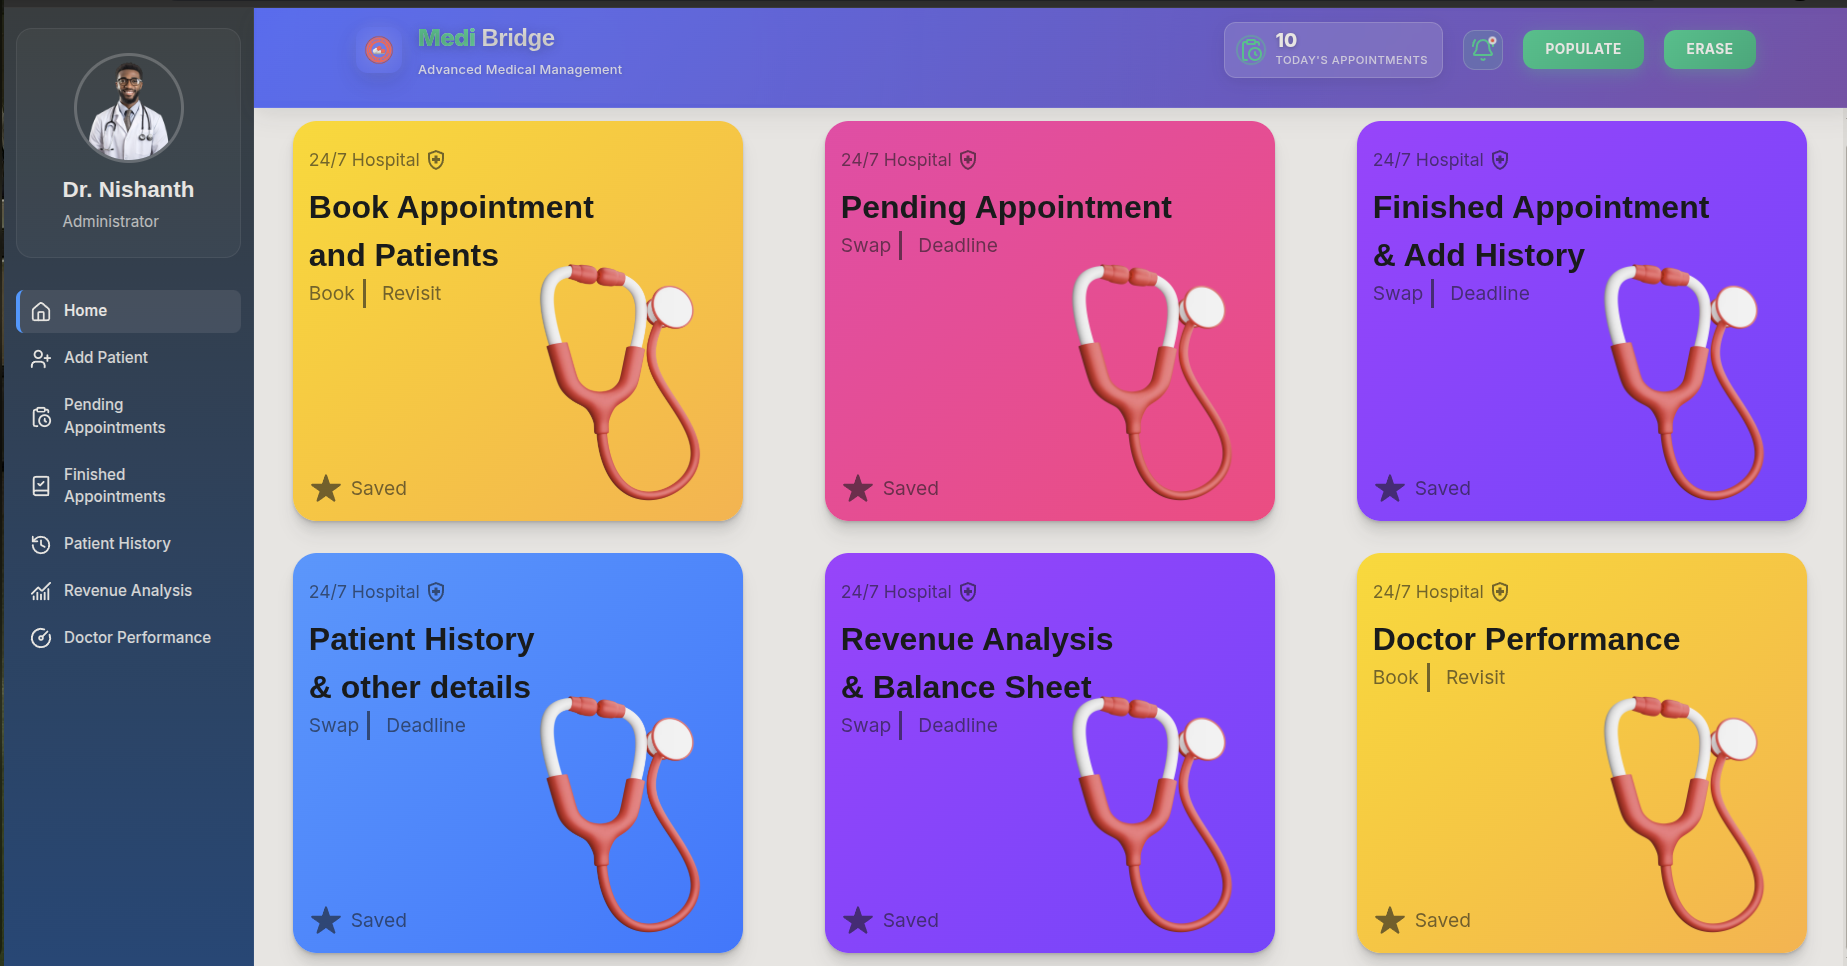 Dr. Nishanth
Administrator
Home
Add Patient
Pending
Appointments
Finished
Appointments
Patient History
Revenue Analysis
Doctor Performance
Medi Bridge
Advanced Medical Management
10
TODAY'S APPOINTMENTS
POPULATE
ERASE
24/7 Hospital
Book Appointment
and Patients
Book | Revisit
Saved
24/7 Hospital
Pending Appointment
Swap | Deadline
Saved
24/7 Hospital
Finished Appointment
& Add History
Swap | Deadline
Saved
24/7 Hospital
Patient History
& other details
Swap | Deadline
Saved
24/7 Hospital
Revenue Analysis
& Balance Sheet
Swap | Deadline
Saved
24/7 Hospital
Doctor Performance
Book | Revisit
Saved